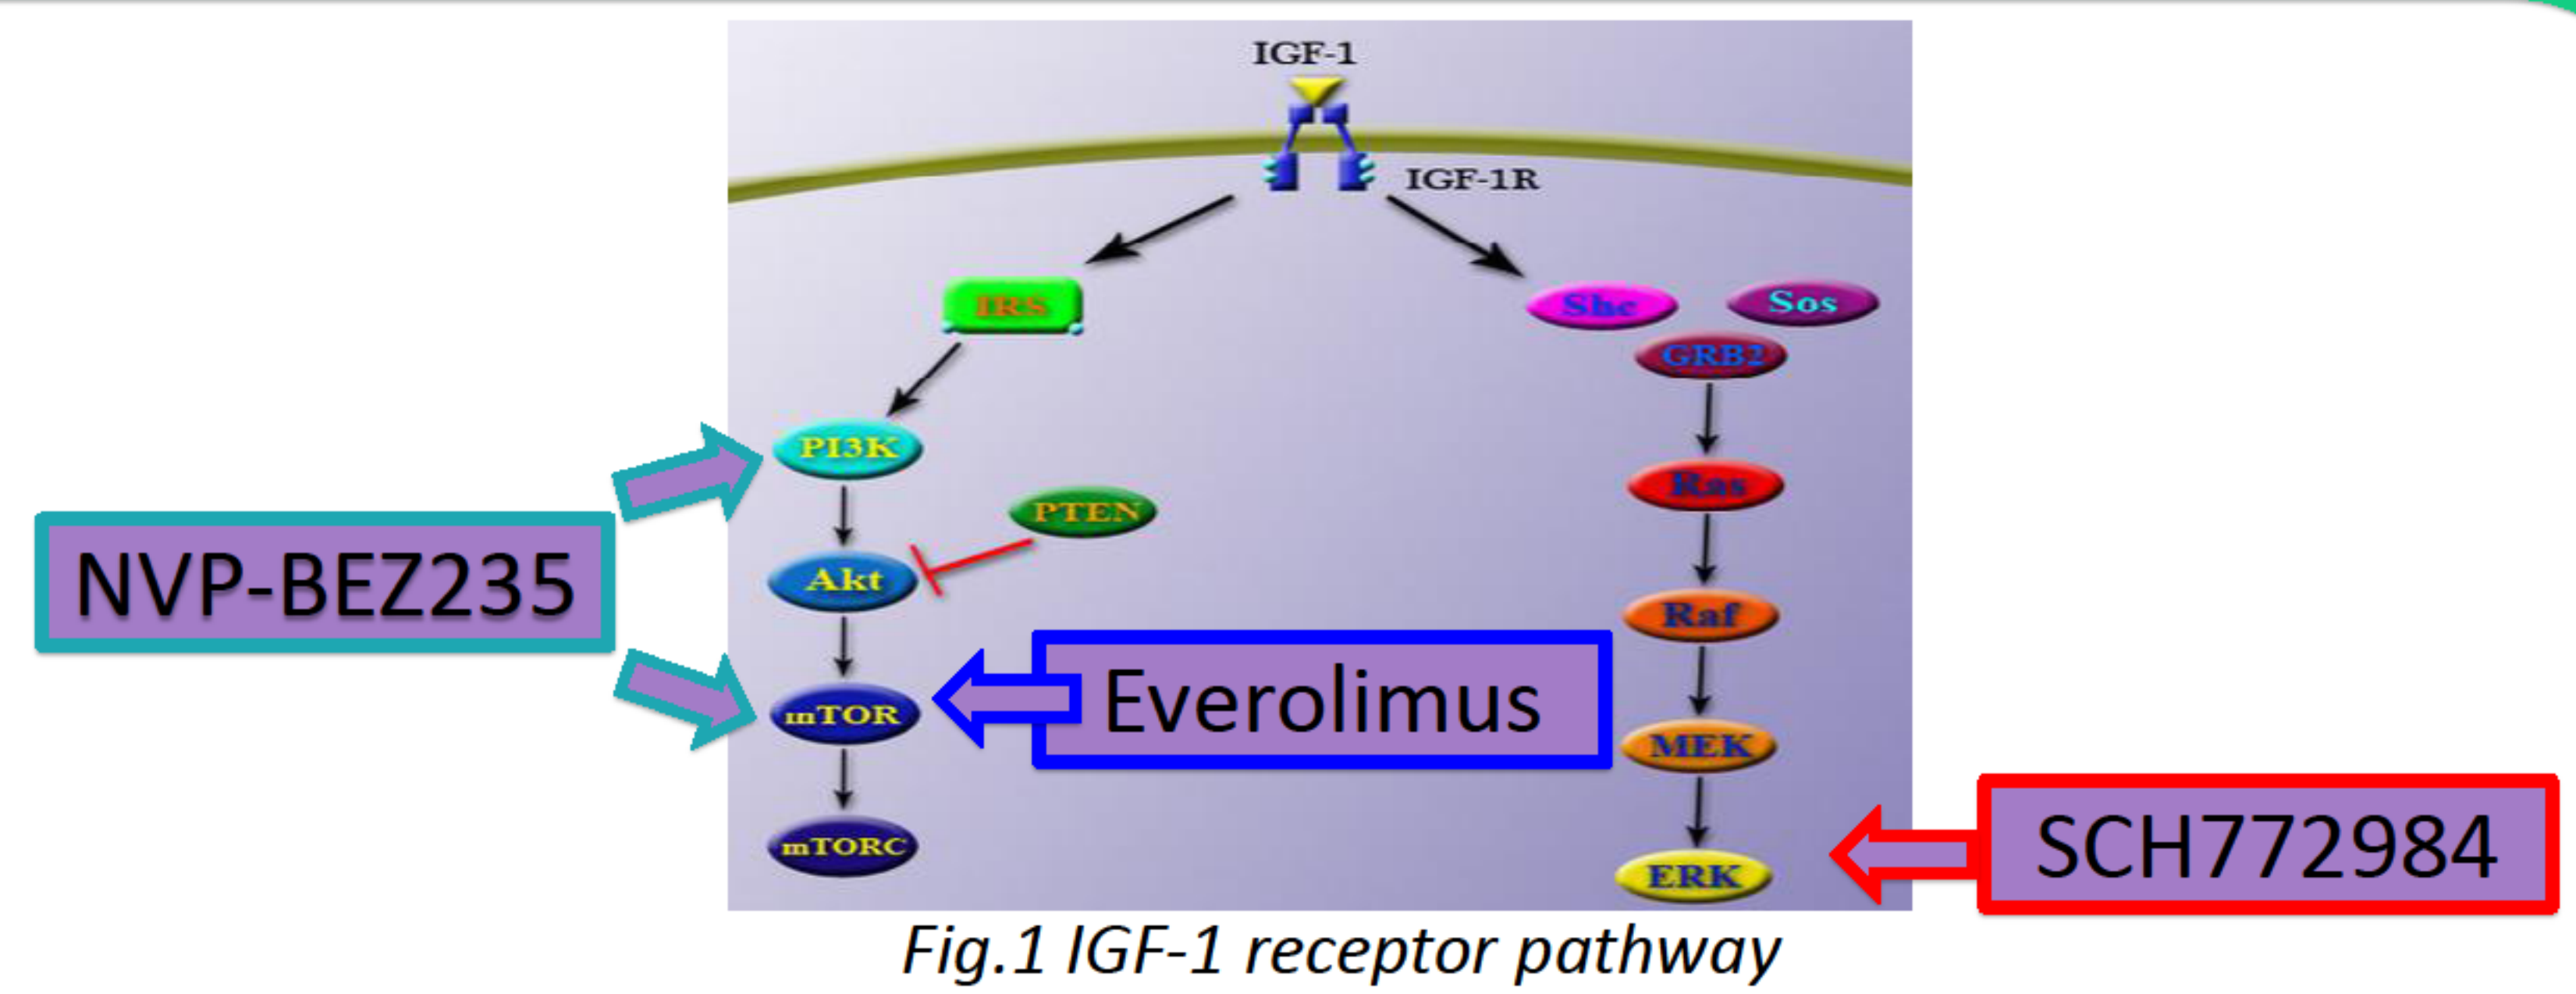 IGF-1
IGF-1R
IRS
Shc
Sos
GRB2
PI3K
Ras
PTEN
NVP-BEZ235
Akt
Raf
Everolimus
mTOR
MEK
SCH772984
mTORC
ERK
Fig.1 IGF-1 receptor pathway